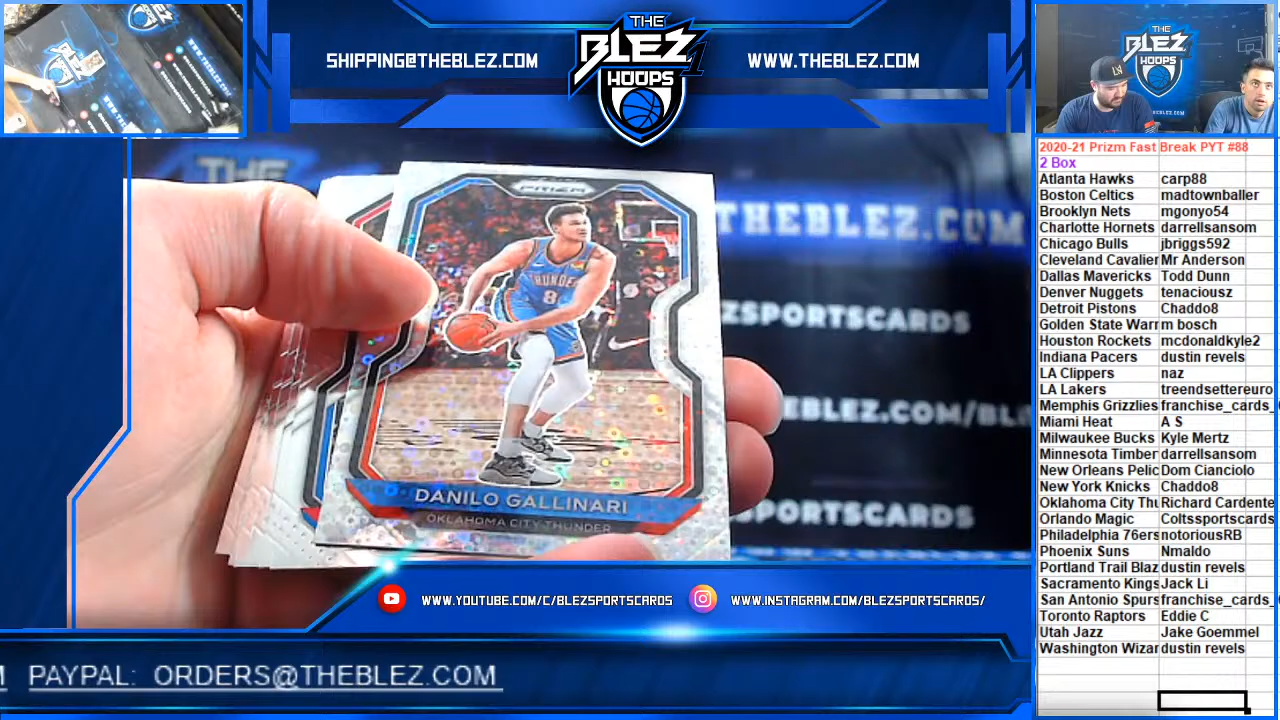 SHIPPING@THEBLEZ.COM
THE
BLEZ
HOOPS
WWW.THEBLEZ.COM
THE
BLEZ
2020-21 Prizm Fast Break PYT #88
2 Box
Atlanta Hawks carp88
Boston Celtics madtownballer
Brooklyn Nets mgonyo54
Charlotte Hornets darrellsansom
Chicago Bulls jbriggs592
Cleveland Cavalier Mr Anderson
Dallas Mavericks Todd Dunn
Denver Nuggets tenaciousz
Detroit Pistons Chaddo8
Golden State Warr m bosch
Houston Rockets mcdonaldkyle2
Indiana Pacers dustin revels
LA Clippers naz
LA Lakers treendsettereuro
Memphis Grizzlies franchise_cards_
Miami Heat A S
Milwaukee Bucks Kyle Mertz
Minnesota Timber darrellsansom
New Orleans Pelic Dom Cianciolo
New York Knicks Chaddo8
Oklahoma City Thu Richard Cardente
Orlando Magic Coltssportscards
Philadelphia 76ers notoriousRB
Phoenix Suns Nmaldo
Portland Trail Blaz dustin revels
Sacramento Kings Jack Li
San Antonio Spurs franchise_cards_
Toronto Raptors Eddie C
Utah Jazz Jake Goemmel
Washington Wizar dustin revels
PRIZM
THUNDER
8
DANILO GALLINARI
OKLAHOMA CITY THUNDER
THEBLEZ.COM
ZSPORTSCARDS
EBLEZ.COM/BL
SPORTSCARDS
WWW.YOUTUBE.COM/C/BLEZSPORTSCARDS
WWW.INSTAGRAM.COM/BLEZSPORTSCARDS/
PAYPAL: ORDERS@THEBLEZ.COM